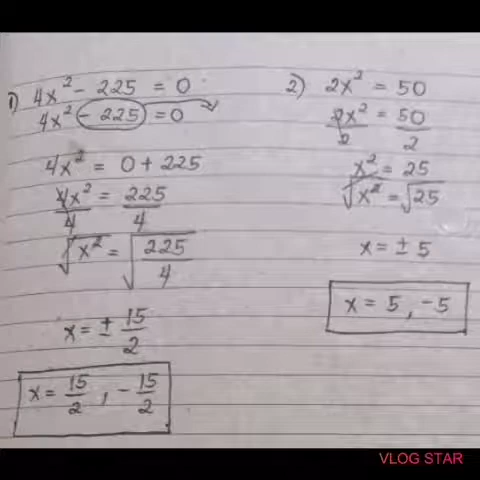 1) 4x² - 225 = 0
4x² - 225 = 0
4x² = 0 + 225
4x²/4 = 225/4
√x² = √225/4
x = ± 15/2
x = 15/2 , - 15/2
2) 2x² = 50
2x²/2 = 50/2
x² = 25
√x² = √25
x = ± 5
x = 5 , -5
VLOG STAR